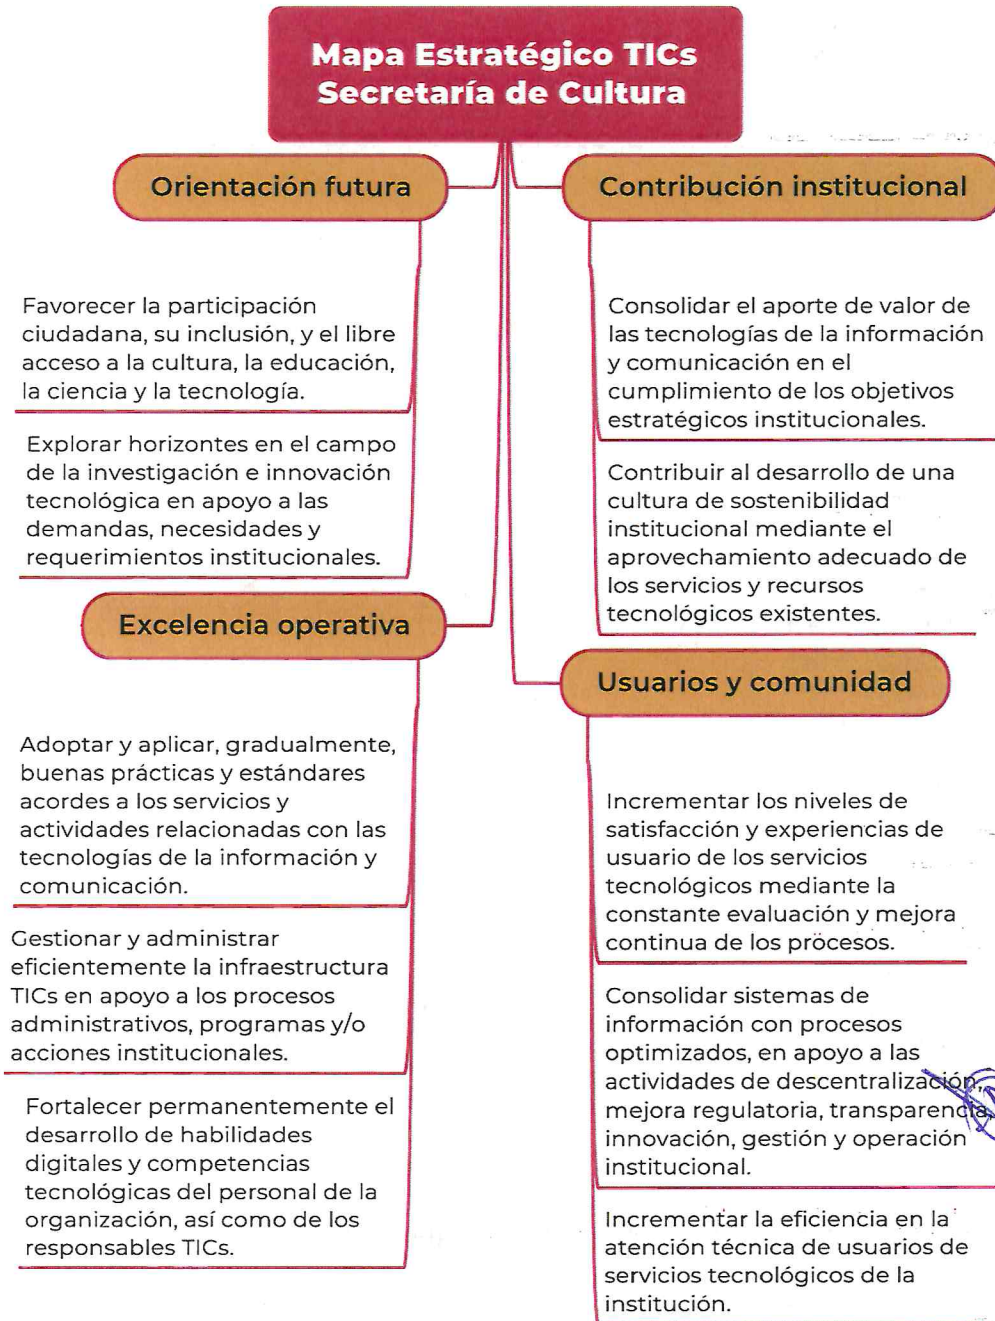 Mapa Estratégico TICs
Secretaría de Cultura
Orientación futura
Favorecer la participación
ciudadana, su inclusión, y el libre
acceso a la cultura, la educación,
la ciencia y la tecnología.
Explorar horizontes en el campo
de la investigación e innovación
tecnológica en apoyo a las
demandas, necesidades y
requerimientos institucionales.
Contribución institucional
Consolidar el aporte de valor de
las tecnologías de la información
y comunicación en el
cumplimiento de los objetivos
estratégicos institucionales.
Contribuir al desarrollo de una
cultura de sostenibilidad
institucional mediante el
aprovechamiento adecuado de
los servicios y recursos
tecnológicos existentes.
Excelencia operativa
Adoptar y aplicar, gradualmente,
buenas prácticas y estándares
acordes a los servicios y
actividades relacionadas con las
tecnologías de la información y
comunicación.
Gestionar y administrar
eficientemente la infraestructura
TICs en apoyo a los procesos
administrativos, programas y/o
acciones institucionales.
Fortalecer permanentemente el
desarrollo de habilidades
digitales y competencias
tecnológicas del personal de la
organización, así como de los
responsables TICs.
Usuarios y comunidad
Incrementar los niveles de
satisfacción y experiencias de
usuario de los servicios
tecnológicos mediante la
constante evaluación y mejora
continua de los procesos.
Consolidar sistemas de
información con procesos
optimizados, en apoyo a las
actividades de descentralización,
mejora regulatoria, transparencia,
innovación, gestión y operación
institucional.
Incrementar la eficiencia en la
atención técnica de usuarios de
servicios tecnológicos de la
institución.